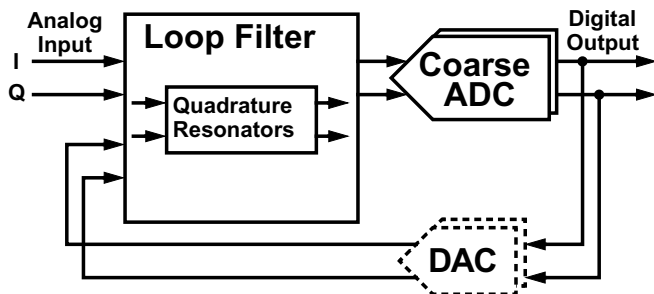 Analog
Input
I
Q
Loop Filter
Quadrature
Resonators
Coarse
ADC
Digital
Output
DAC